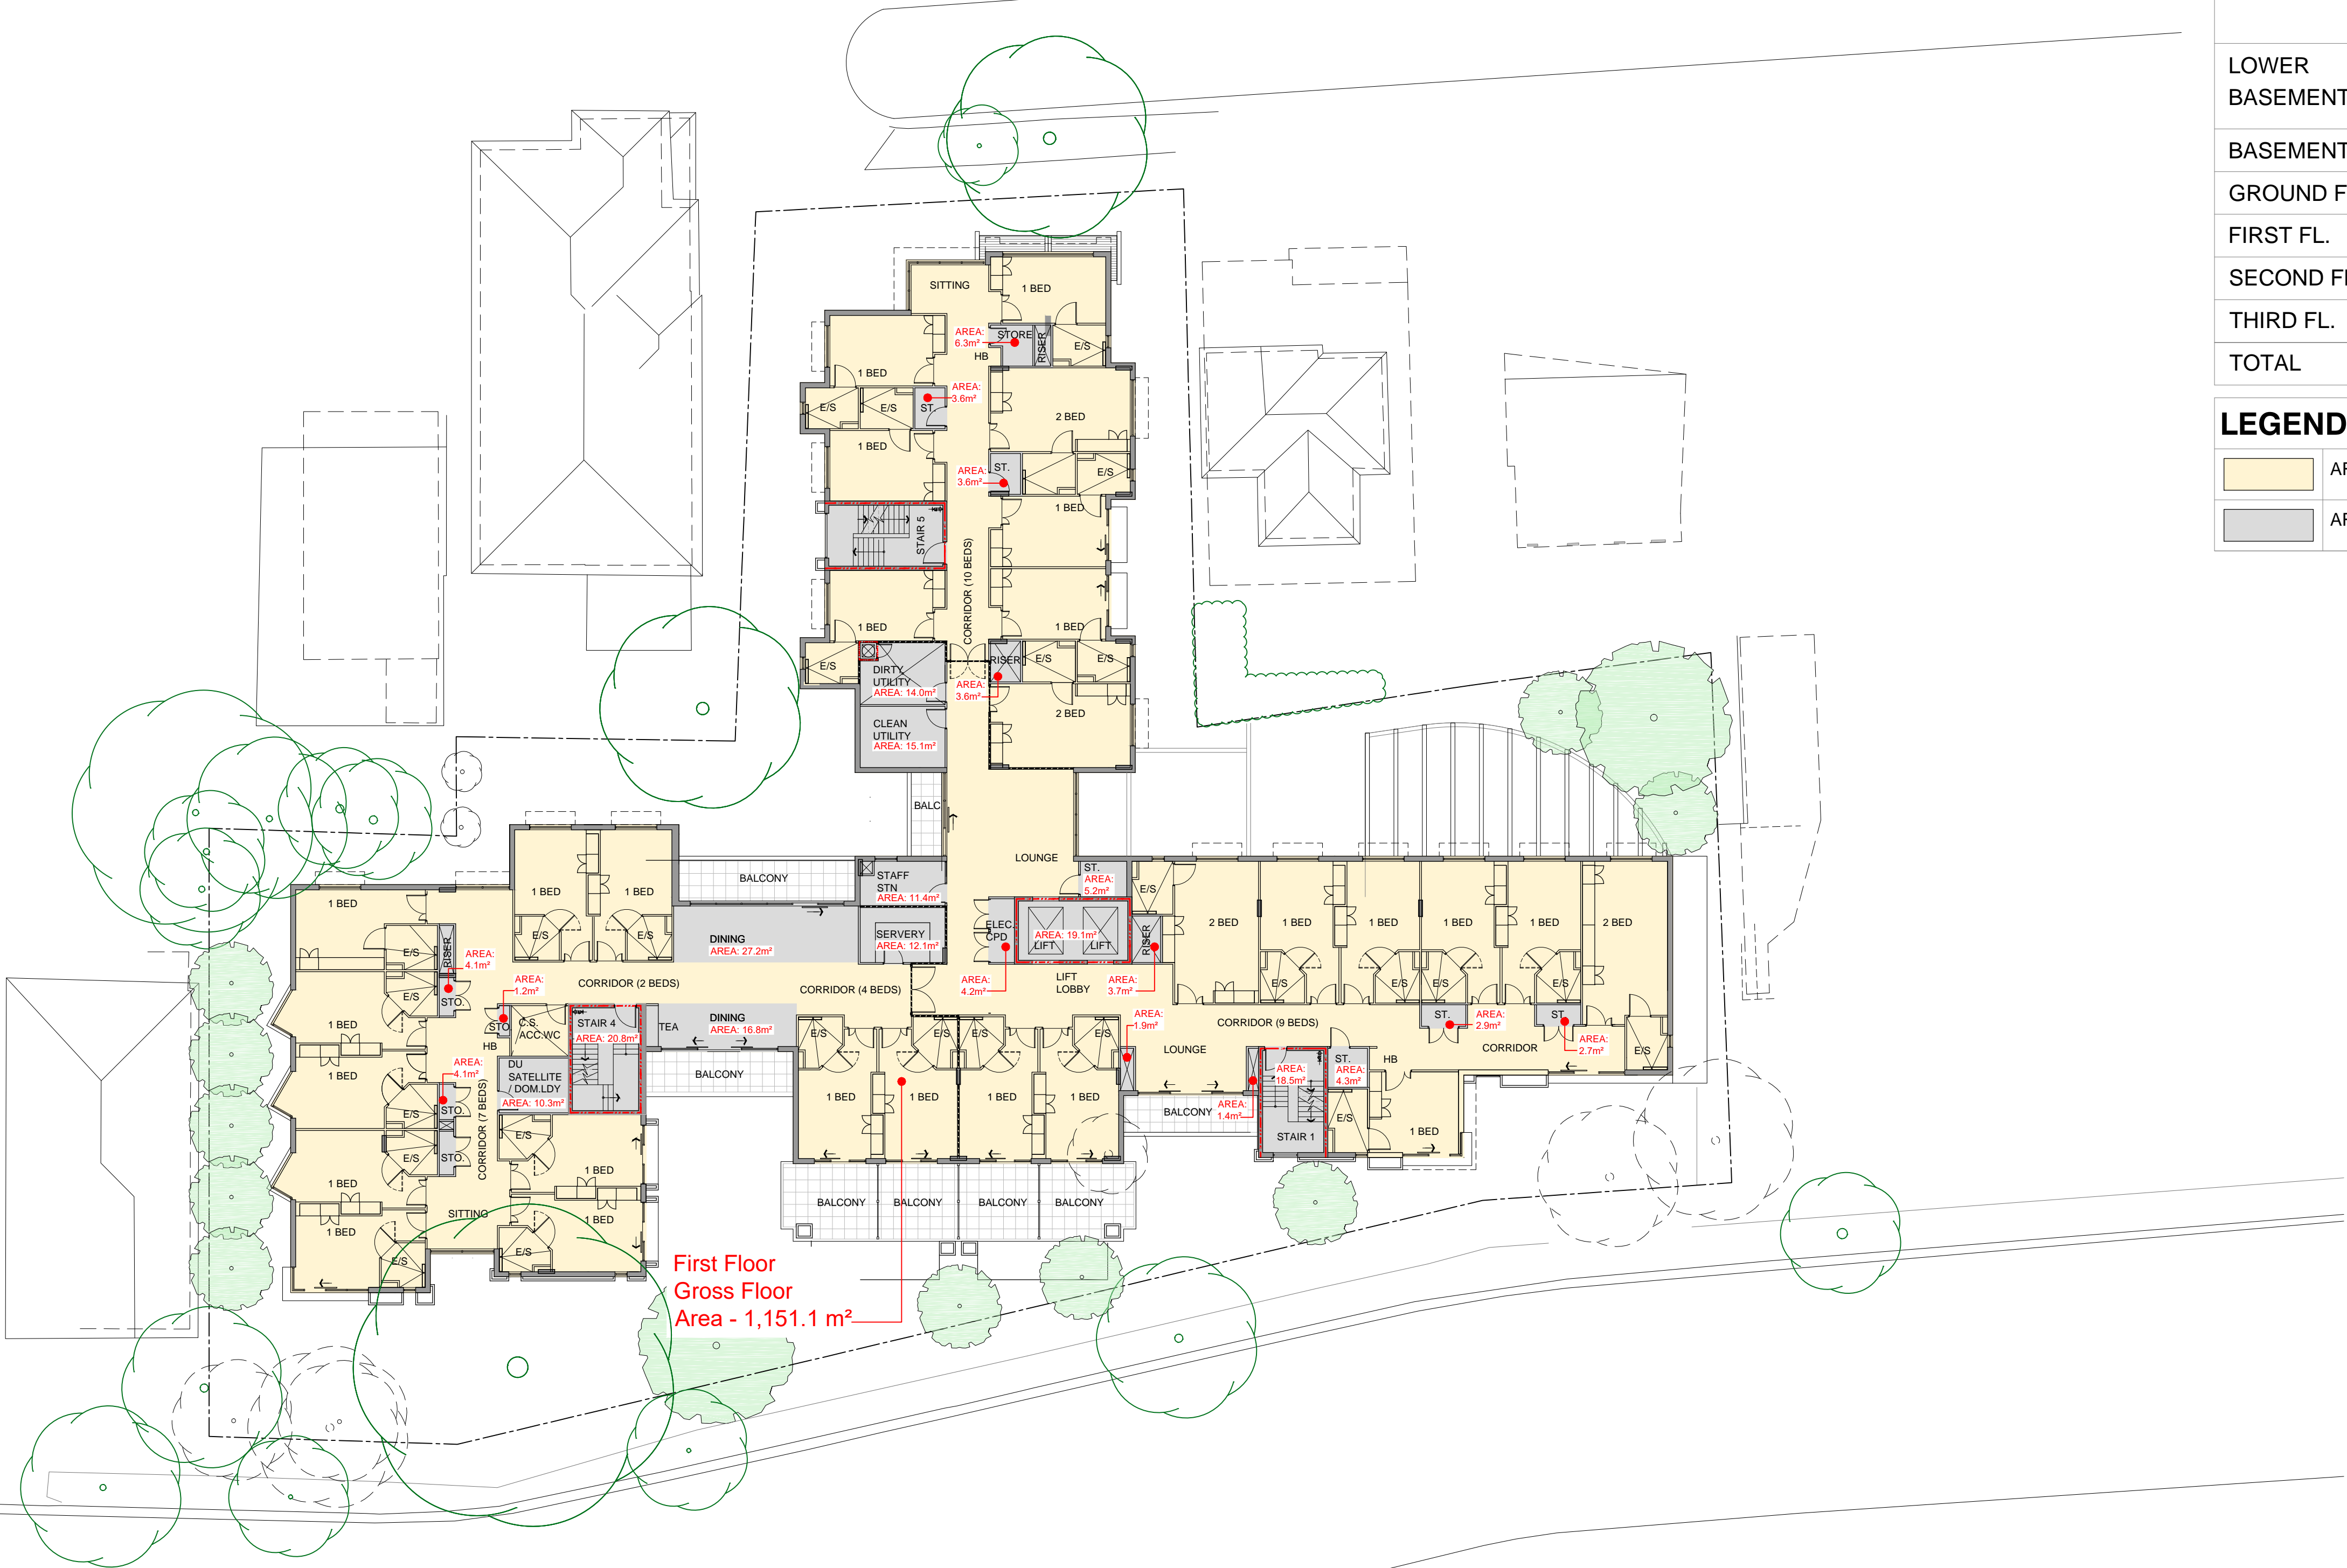 LOWER
BASEMENT
BASEMENT
GROUND F
FIRST FL.
SECOND F
THIRD FL.
TOTAL
LEGEND
AR
AR
SITTING
1 BED
AREA:
6.3m²
STORE
RISER
E/S
HB
1 BED
AREA:
3.6m²
E/S
E/S
ST.
2 BED
1 BED
AREA:
3.6m²
ST.
E/S
1 BED
STAIR 5
CORRIDOR (10 BEDS)
1 BED
1 BED
E/S
DIRTY
UTILITY
AREA: 14.0m²
RISER
E/S
E/S
AREA:
3.6m²
2 BED
CLEAN
UTILITY
AREA: 15.1m²
BALC
LOUNGE
BALCONY
STAFF
STN
AREA: 11.4m²
ST.
AREA:
5.2m²
1 BED
1 BED
E/S
E/S
1 BED
E/S
RISER
AREA:
4.1m²
STO.
E/S
AREA:
1.2m²
STO
DINING
AREA: 27.2m²
SERVERY
AREA: 12.1m²
ELEC.
CPD
AREA: 19.1m²
LIFT
LIFT
RISER
E/S
2 BED
1 BED
1 BED
1 BED
1 BED
2 BED
CORRIDOR (2 BEDS)
CORRIDOR (4 BEDS)
AREA:
4.2m²
LIFT
LOBBY
AREA:
3.7m²
E/S
E/S
E/S
E/S
1 BED
C.S.
ACC.WC
HB
STAIR 4
AREA: 20.8m²
TEA
DINING
AREA: 16.8m²
E/S
E/S
E/S
E/S
AREA:
1.9m²
CORRIDOR (9 BEDS)
ST.
AREA:
2.9m²
ST.
AREA:
2.7m²
CORRIDOR
E/S
LOUNGE
1 BED
AREA:
4.1m²
STO.
E/S
DU
SATELLITE
/ DOM.LDY
AREA: 10.3m²
BALCONY
AREA:
18.5m²
ST.
AREA:
4.3m²
HB
1 BED
1 BED
1 BED
1 BED
BALCONY
AREA:
1.4m²
STAIR 1
E/S
1 BED
CORRIDOR (7 BEDS)
E/S
E/S
STO.
1 BED
1 BED
SITTING
1 BED
1 BED
E/S
E/S
BALCONY
BALCONY
BALCONY
BALCONY
First Floor
Gross Floor
Area - 1,151.1 m²